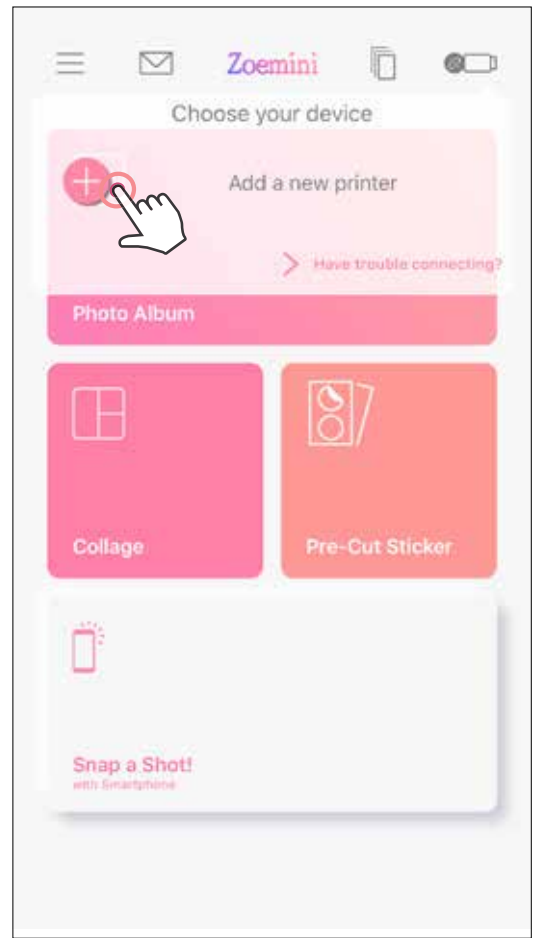 Zoemini
Choose your device
Add a new printer
Have trouble connecting?
Photo Album
Collage
Pre-Cut Sticker
Snap a Shot!
with Smartphone